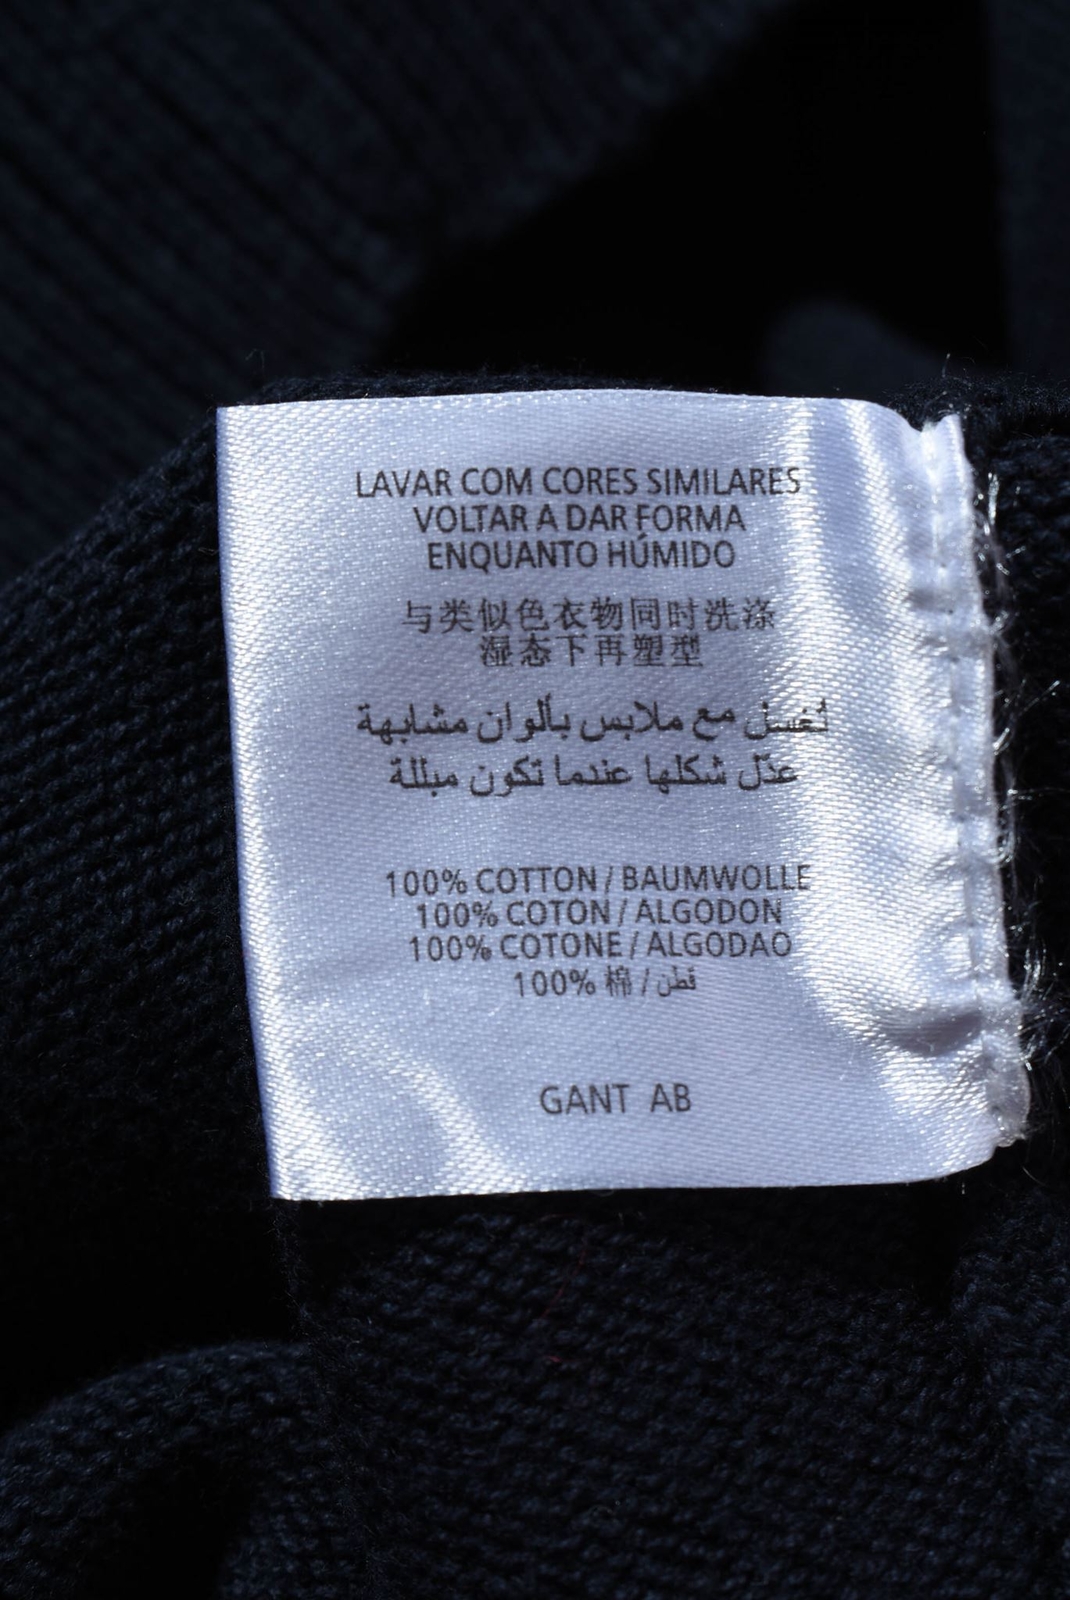 LAVAR COM CORES SIMILARES
VOLTAR A DAR FORMA
ENQUANTO HÚMIDO
与类似色衣物同时洗涤
湿态下再塑型
تغسل مع ملابس بألوان مشابهة
عدّل شكلها عندما تكون مبللة
100% COTTON / BAUMWOLLE
100% COTON / ALGODON
100% COTONE / ALGODAO
100% 棉 / قطن
GANT AB